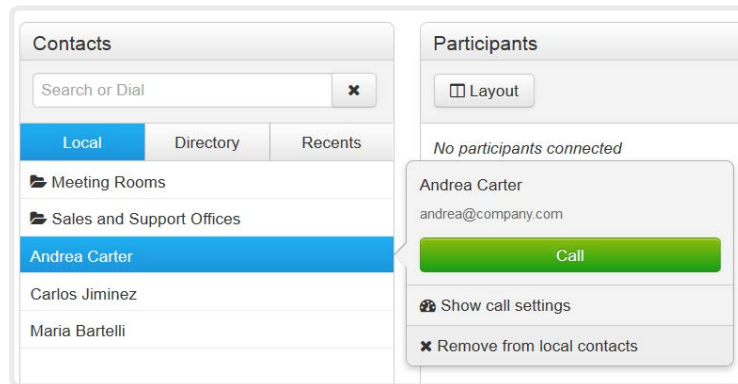 Contacts
Search or Dial
Local Directory Recents
Meeting Rooms
Sales and Support Offices
Andrea Carter
Carlos Jiminez
Maria Bartelli
Participants
Layout
No participants connected
Andrea Carter
andrea@company.com
Call
Show call settings
Remove from local contacts